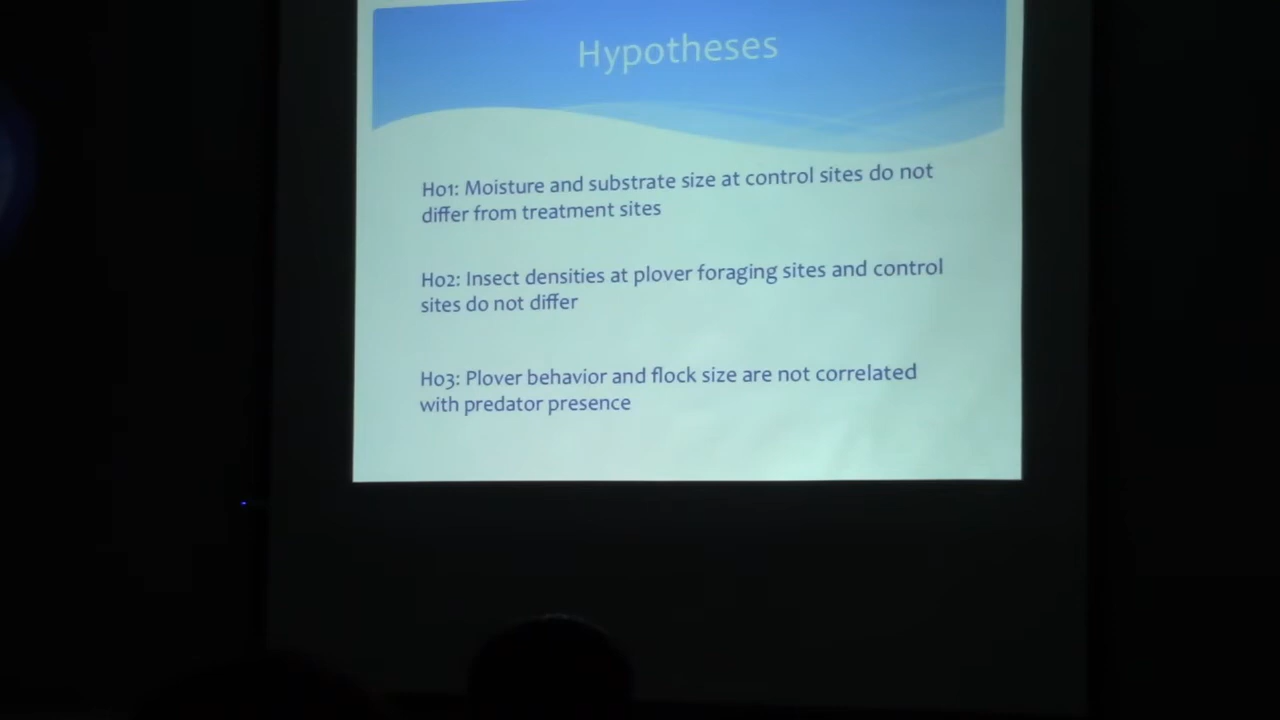 Hypotheses
Ho1: Moisture and substrate size at control sites do not
differ from treatment sites
Ho2: Insect densities at plover foraging sites and control
sites do not differ
Ho3: Plover behavior and flock size are not correlated
with predator presence